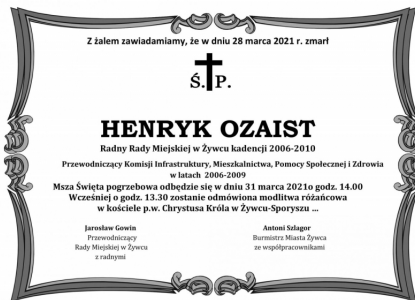 Z żalem zawiadamiamy, że w dniu 28 marca 2021 r. zmarł
Ś. P.
HENRYK OZAIST
Radny Rady Miejskiej w Żywcu kadencji 2006-2010
Przewodniczący Komisji Infrastruktury, Mieszkalnictwa, Pomocy Społecznej i Zdrowia
w latach 2006-2009
Msza Święta pogrzebowa odbędzie się w dniu 31 marca 2021o godz. 14.00
Wcześniej o godz. 13.30 zostanie odmówiona modlitwa różańcowa
w kościele p.w. Chrystusa Króla w Żywcu-Sporyszu ...
Jarosław Gowin
Przewodniczący
Rady Miejskiej w Żywcu
z radnymi
Antoni Szlagor
Burmistrz Miasta Żywca
ze współpracownikami